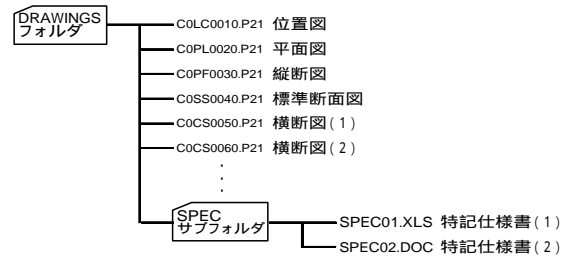 DRAWINGS
フォルダ
C0LC0010.P21 位置図
C0PL0020.P21 平面図
C0PF0030.P21 縦断図
C0SS0040.P21 標準断面図
C0CS0050.P21 横断図(1)
C0CS0060.P21 横断図(2)
・
・
・
SPEC
サブフォルダ
SPEC01.XLS 特記仕様書(1)
SPEC02.DOC 特記仕様書(2)